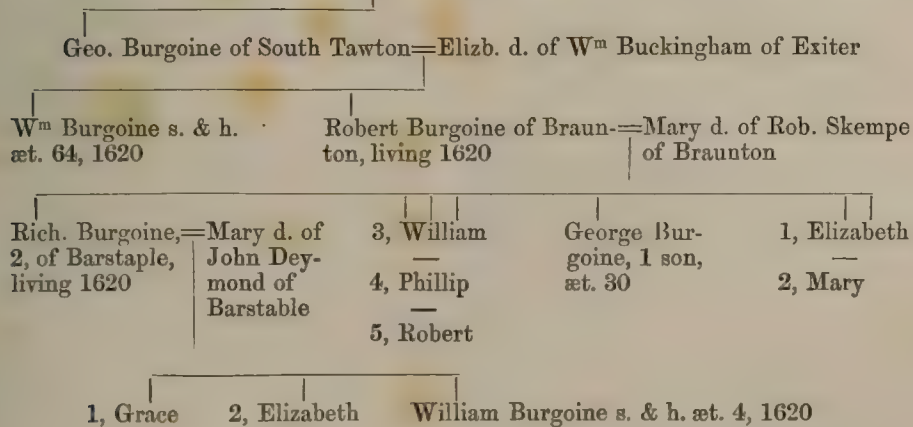 Geo. Burgoine of South Tawton=Elizb. d. of Wm Buckingham of Exiter
Wm Burgoine s. & h.
æt. 64, 1620
Robert Burgoine of Braun-
ton, living 1620
=Mary d. of Rob. Skempe
of Braunton
Rich. Burgoine,
2, of Barstaple,
living 1620
=Mary d. of
John Dey-
mond of
Barstable
3, William
—
4, Phillip
—
5, Robert
George Bur-
goine, 1 son,
æt. 30
1, Elizabeth
—
2, Mary
1, Grace
2, Elizabeth
William Burgoine s. & h. æt. 4, 1620